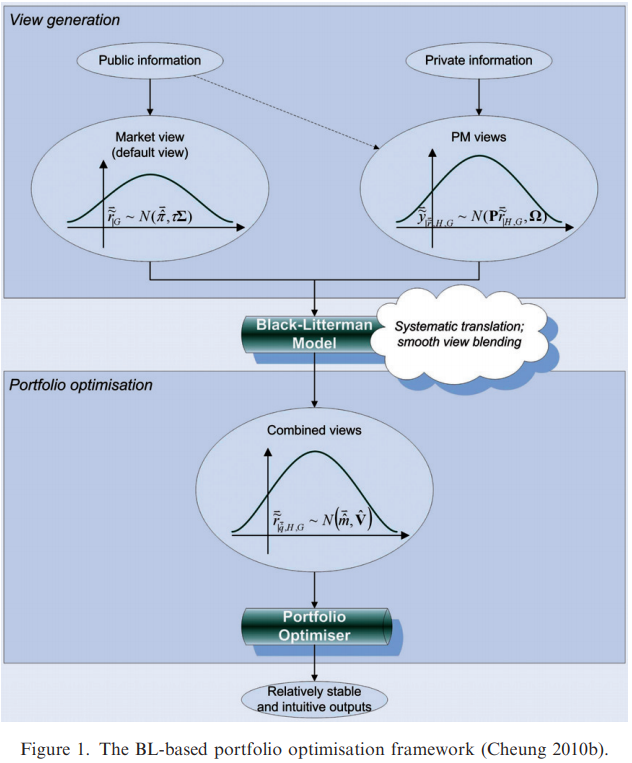 View generation
Public information
Private information
Market view
(default view)
PM views
r̃|G ~ N(π̄, τΣ)
ỹ|r̃,H,G ~ N(Pr̃|H,G, Ω)
Black-Litterman
Model
Systematic translation;
smooth view blending
Portfolio optimisation
Combined views
r̃|q̄,H,G ~ N(m̂, V̂)
Portfolio
Optimiser
Relatively stable
and intuitive outputs
Figure 1. The BL-based portfolio optimisation framework (Cheung 2010b).